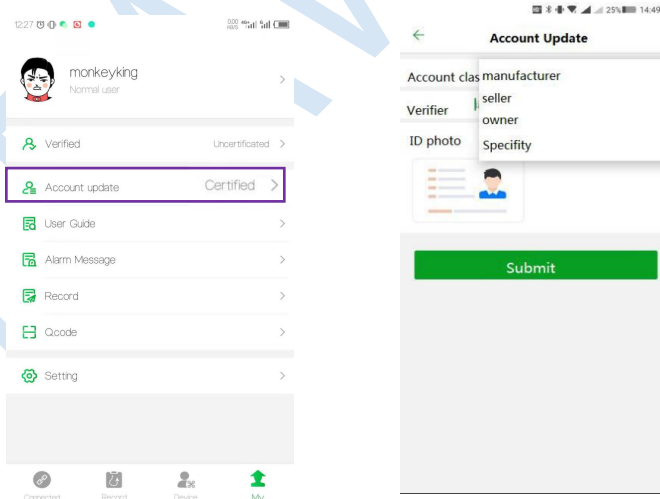 12:27
monkeyking
Normal user
Verified
Uncertificated
Account update
Certified
User Guide
Alarm Message
Record
Qcode
Setting
Connected
Record
Device
My
25%
14:49
Account Update
Account clas
manufacturer
seller
owner
Specifity
Verifier
ID photo
Submit